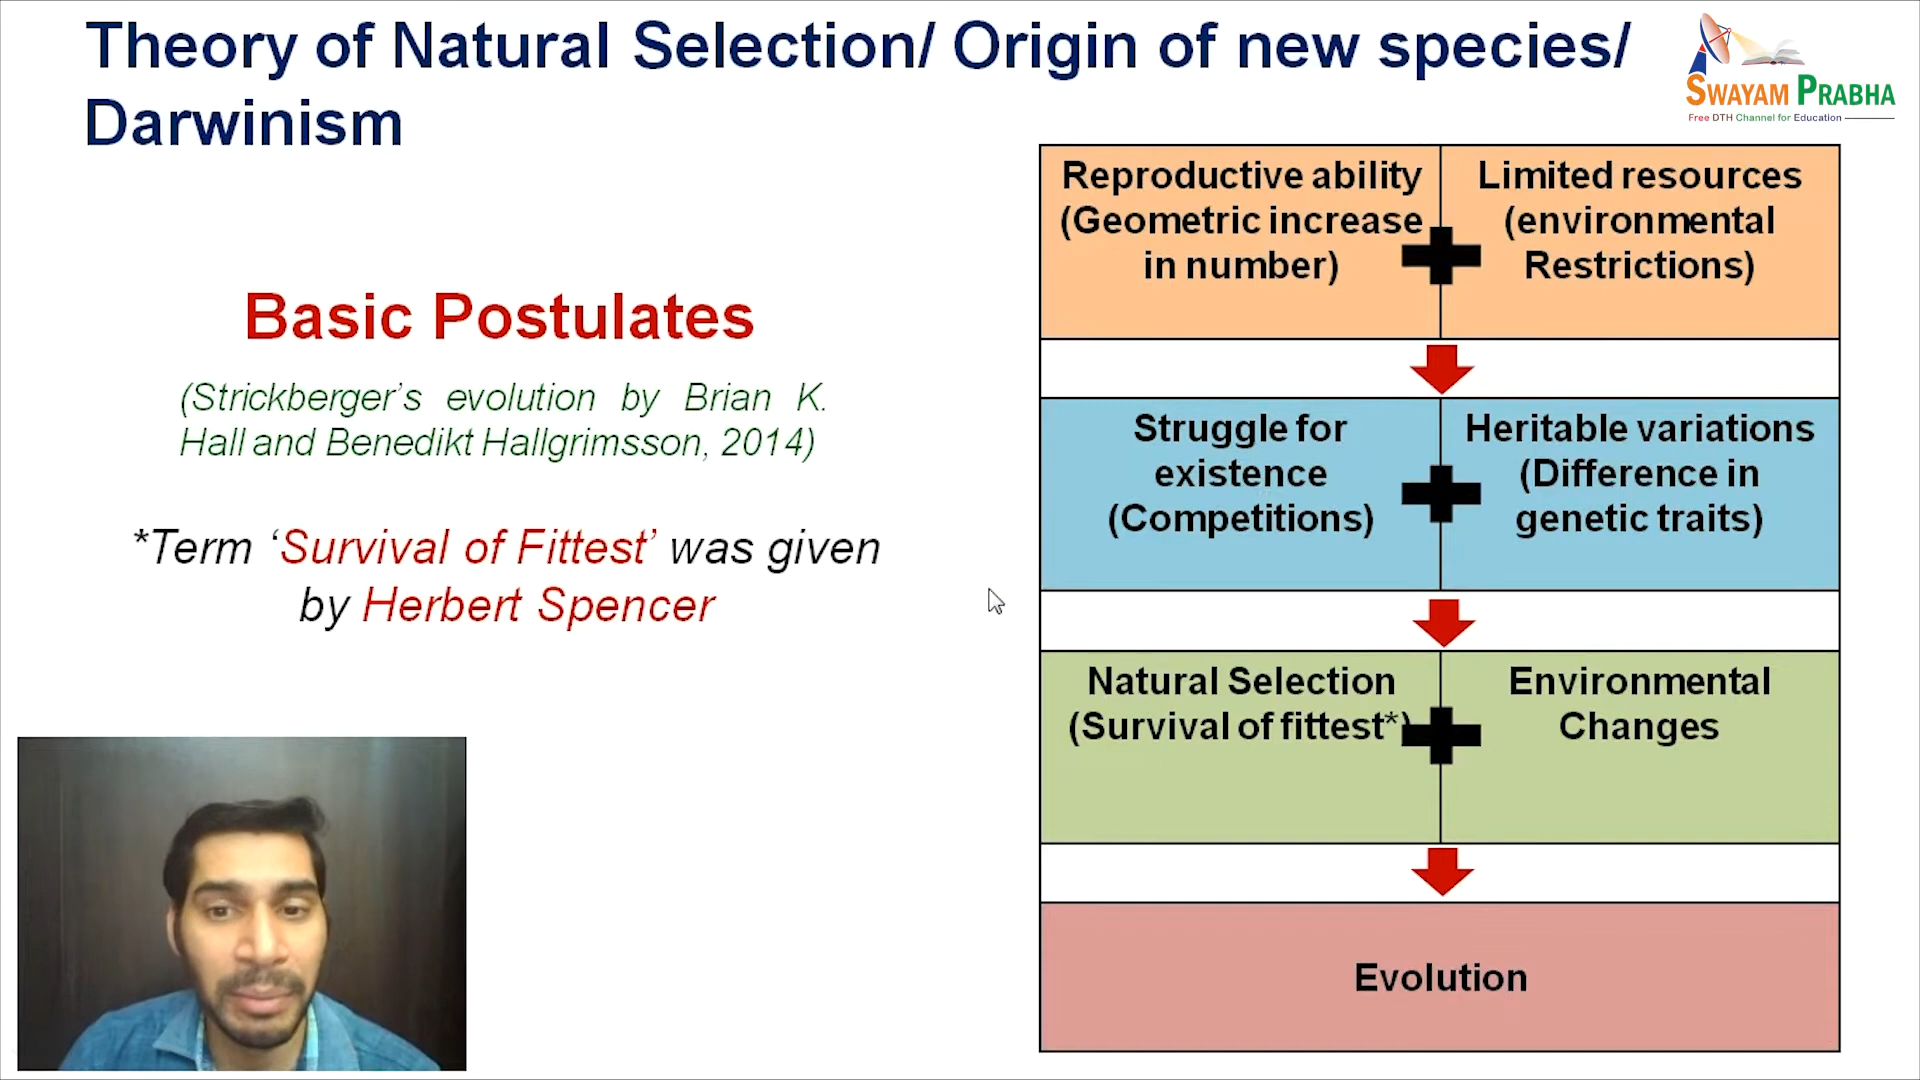 Theory of Natural Selection/ Origin of new species/
Darwinism
SWAYAM PRABHA
Free DTH Channel for Education
Basic Postulates
(Strickberger’s evolution by Brian K.
Hall and Benedikt Hallgrimsson, 2014)
*Term ‘Survival of Fittest’ was given
by Herbert Spencer
Reproductive ability
(Geometric increase
in number)
Limited resources
(environmental
Restrictions)
Struggle for
existence
(Competitions)
Heritable variations
(Difference in
genetic traits)
Natural Selection
(Survival of fittest*)
Environmental
Changes
Evolution